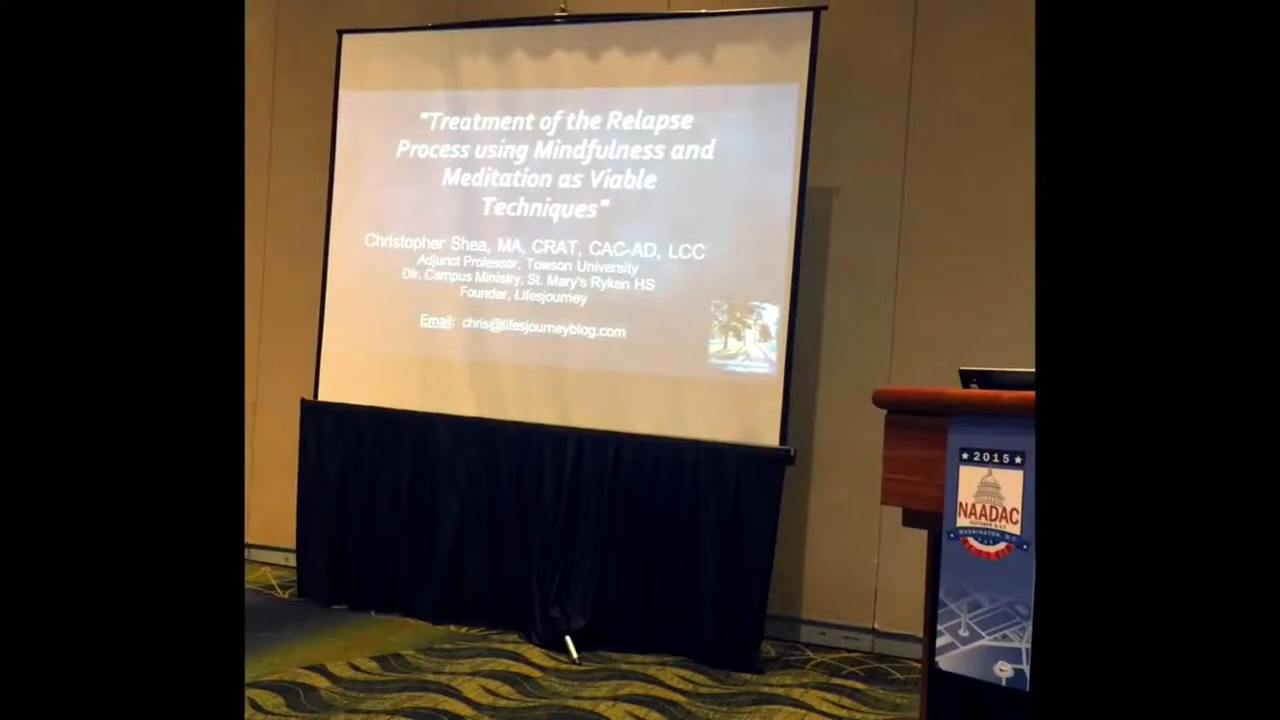 "Treatment of the Relapse
Process using Mindfulness and
Meditation as Viable
Techniques"
Christopher Shea, MA, CRAT, CAC-AD, LCC
Adjunct Professor, Towson University
Dir. Campus Ministry, St. Mary's Ryken HS
Founder, Lifesjourney
Email: chris@lifesjourneyblog.com
2015
NAADAC
WASHINGTON, D.C.